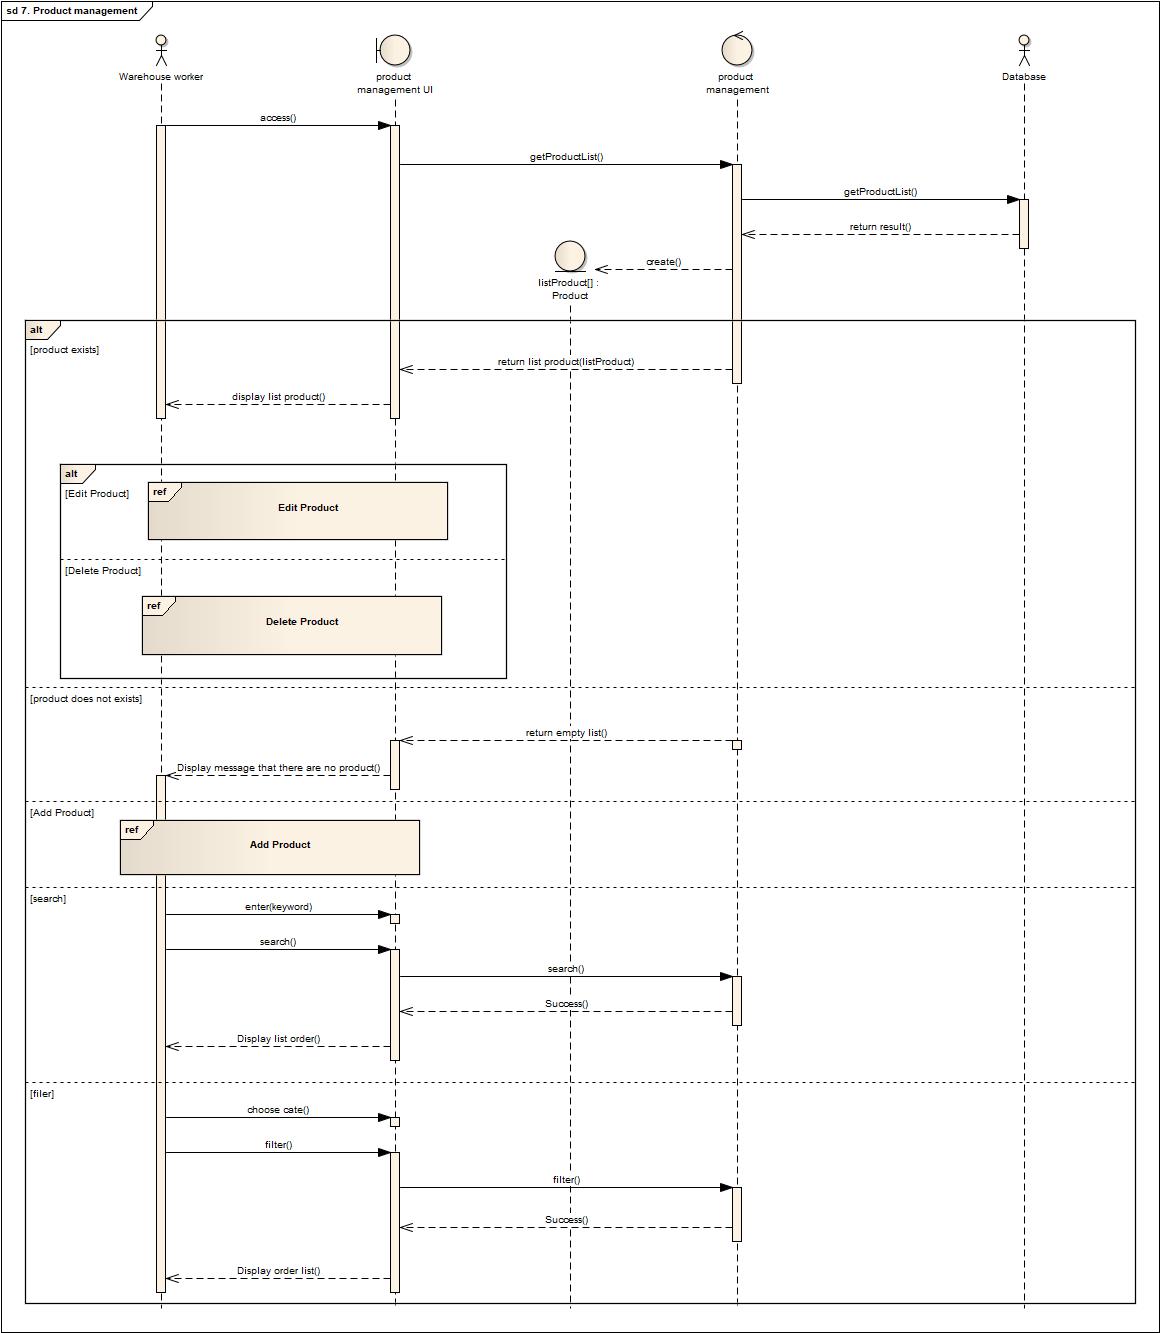 sd 7. Product management
Warehouse worker
product
management UI
product
management
Database
access()
getProductList()
getProductList()
return result()
create()
listProduct[] :
Product
alt
[product exists]
return list product(listProduct)
display list product()
alt
[Edit Product]
ref
Edit Product
[Delete Product]
ref
Delete Product
[product does not exists]
return empty list()
Display message that there are no product()
[Add Product]
ref
Add Product
[search]
enter(keyword)
search()
search()
Success()
Display list order()
[filer]
choose cate()
filter()
filter()
Success()
Display order list()